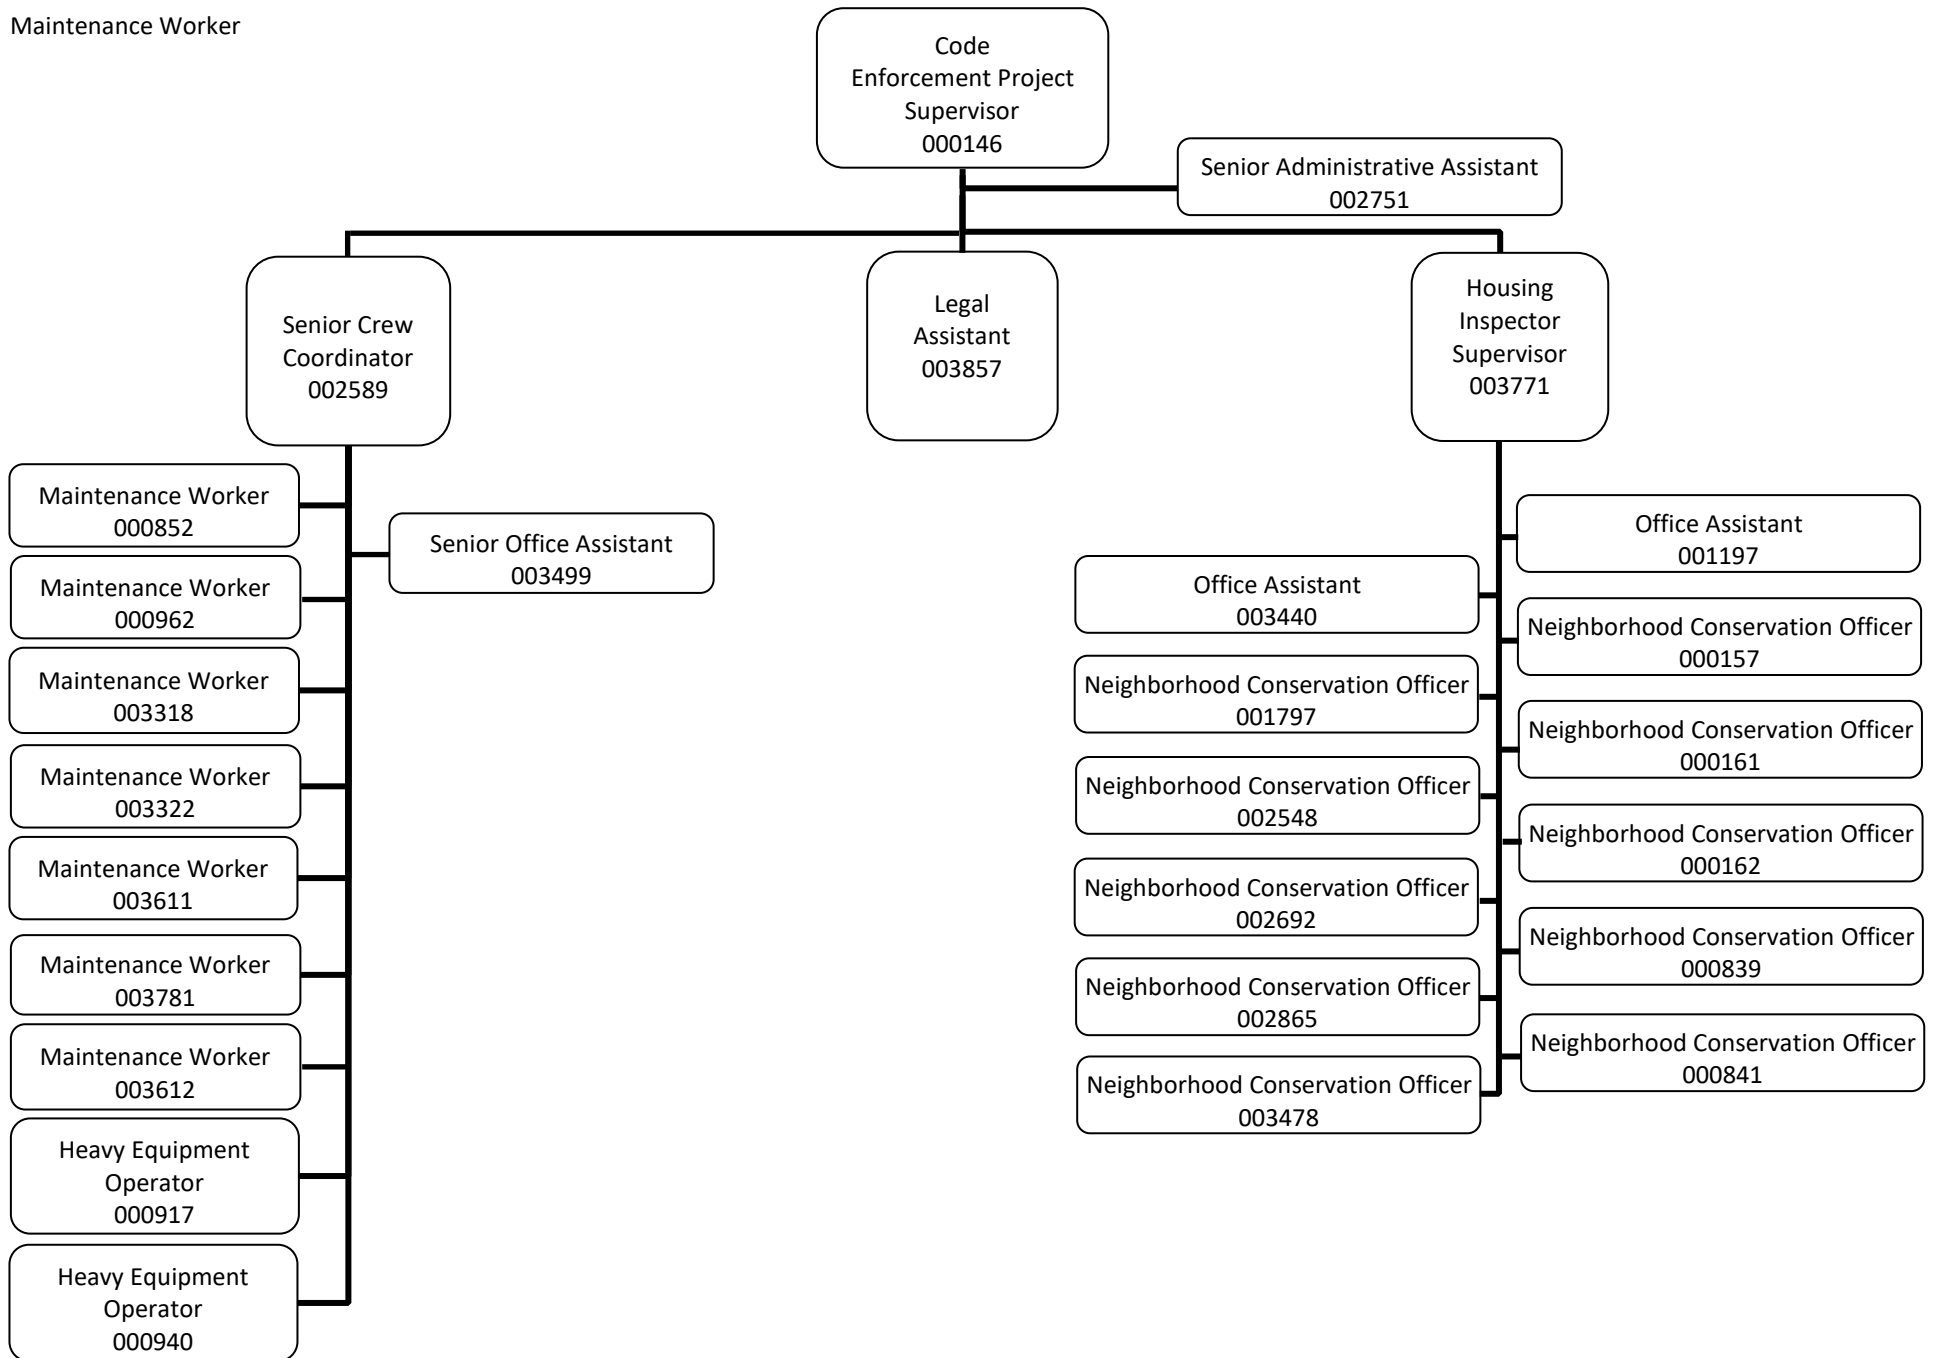 Maintenance Worker
Code
Enforcement Project
Supervisor
000146
Senior Administrative Assistant
002751
Senior Crew
Coordinator
002589
Legal
Assistant
003857
Housing
Inspector
Supervisor
003771
Maintenance Worker
000852
Maintenance Worker
000962
Maintenance Worker
003318
Maintenance Worker
003322
Maintenance Worker
003611
Maintenance Worker
003781
Maintenance Worker
003612
Heavy Equipment
Operator
000917
Heavy Equipment
Operator
000940
Senior Office Assistant
003499
Office Assistant
003440
Neighborhood Conservation Officer
001797
Neighborhood Conservation Officer
002548
Neighborhood Conservation Officer
002692
Neighborhood Conservation Officer
002865
Neighborhood Conservation Officer
003478
Office Assistant
001197
Neighborhood Conservation Officer
000157
Neighborhood Conservation Officer
000161
Neighborhood Conservation Officer
000162
Neighborhood Conservation Officer
000839
Neighborhood Conservation Officer
000841